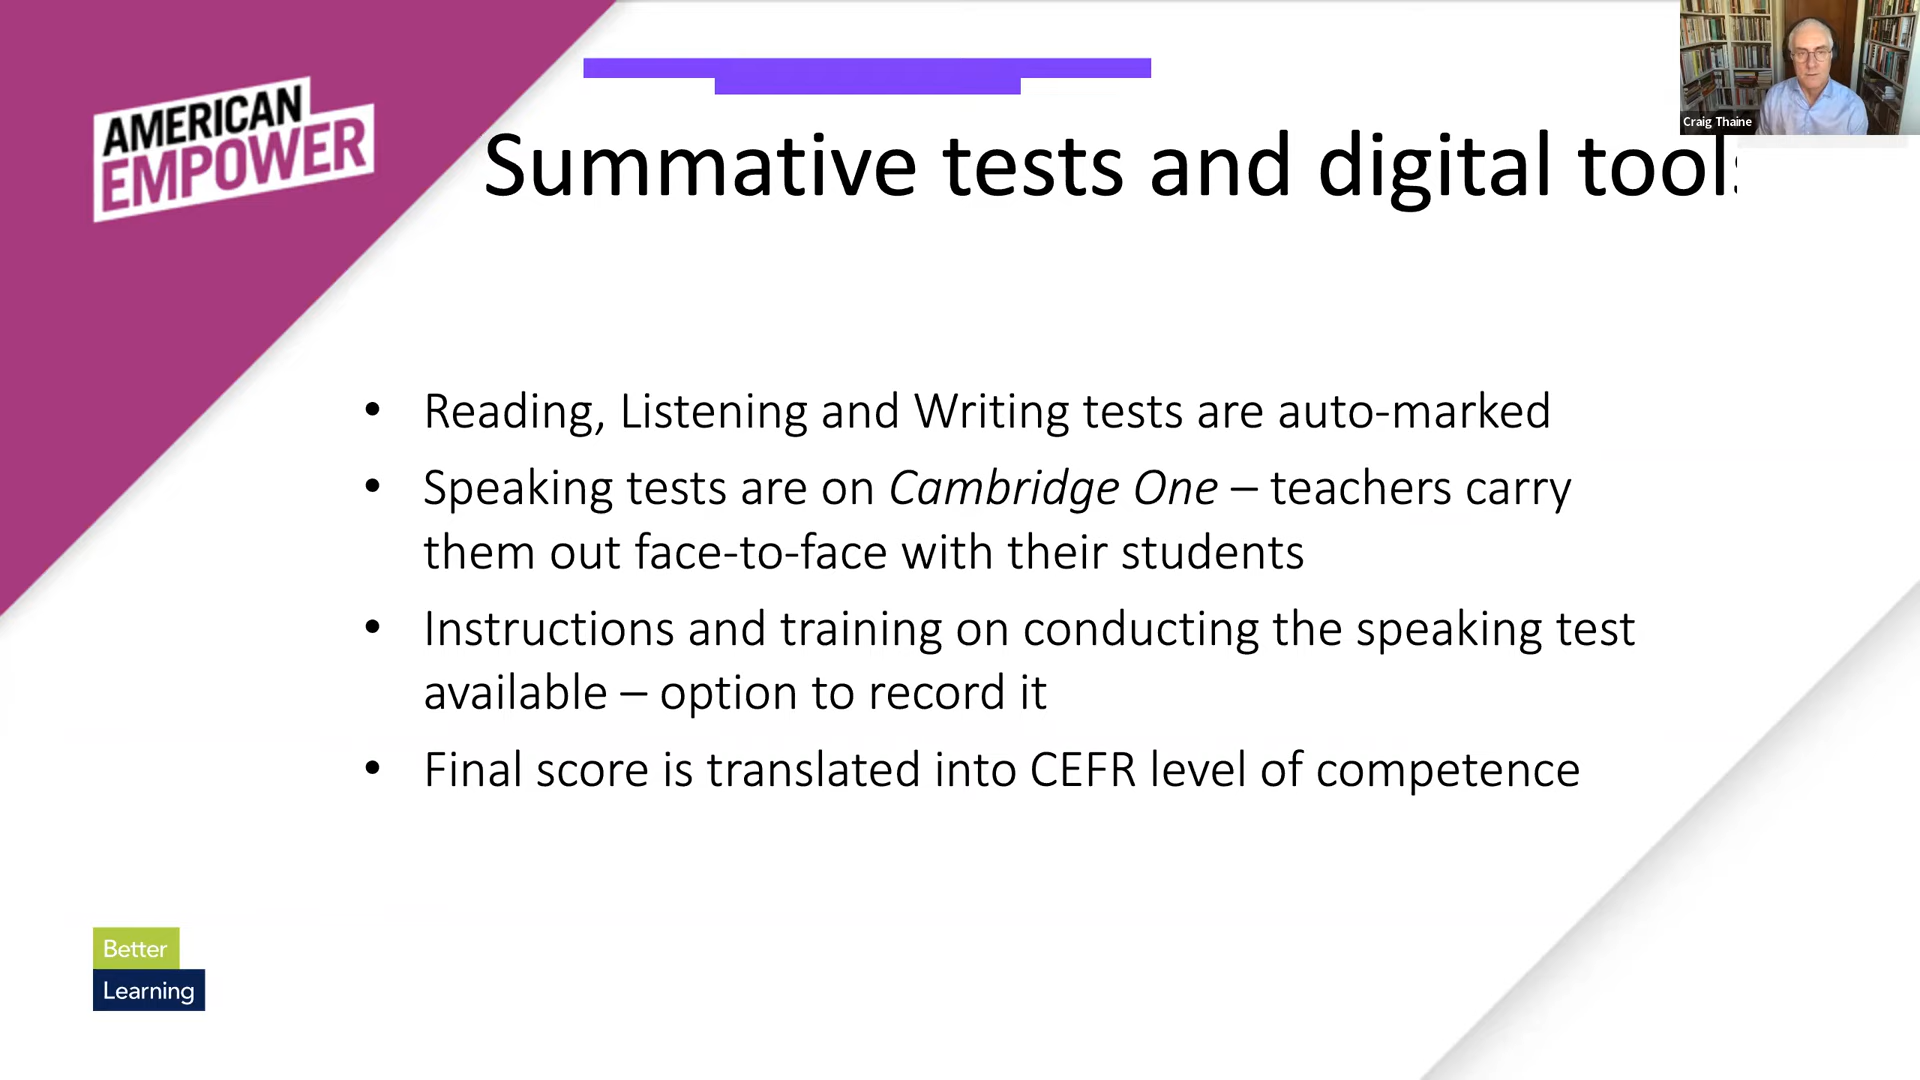 AMERICAN
EMPOWER
Craig Thaine
Summative tests and digital tools
• Reading, Listening and Writing tests are auto-marked
• Speaking tests are on Cambridge One – teachers carry
them out face-to-face with their students
• Instructions and training on conducting the speaking test
available – option to record it
• Final score is translated into CEFR level of competence
Better
Learning